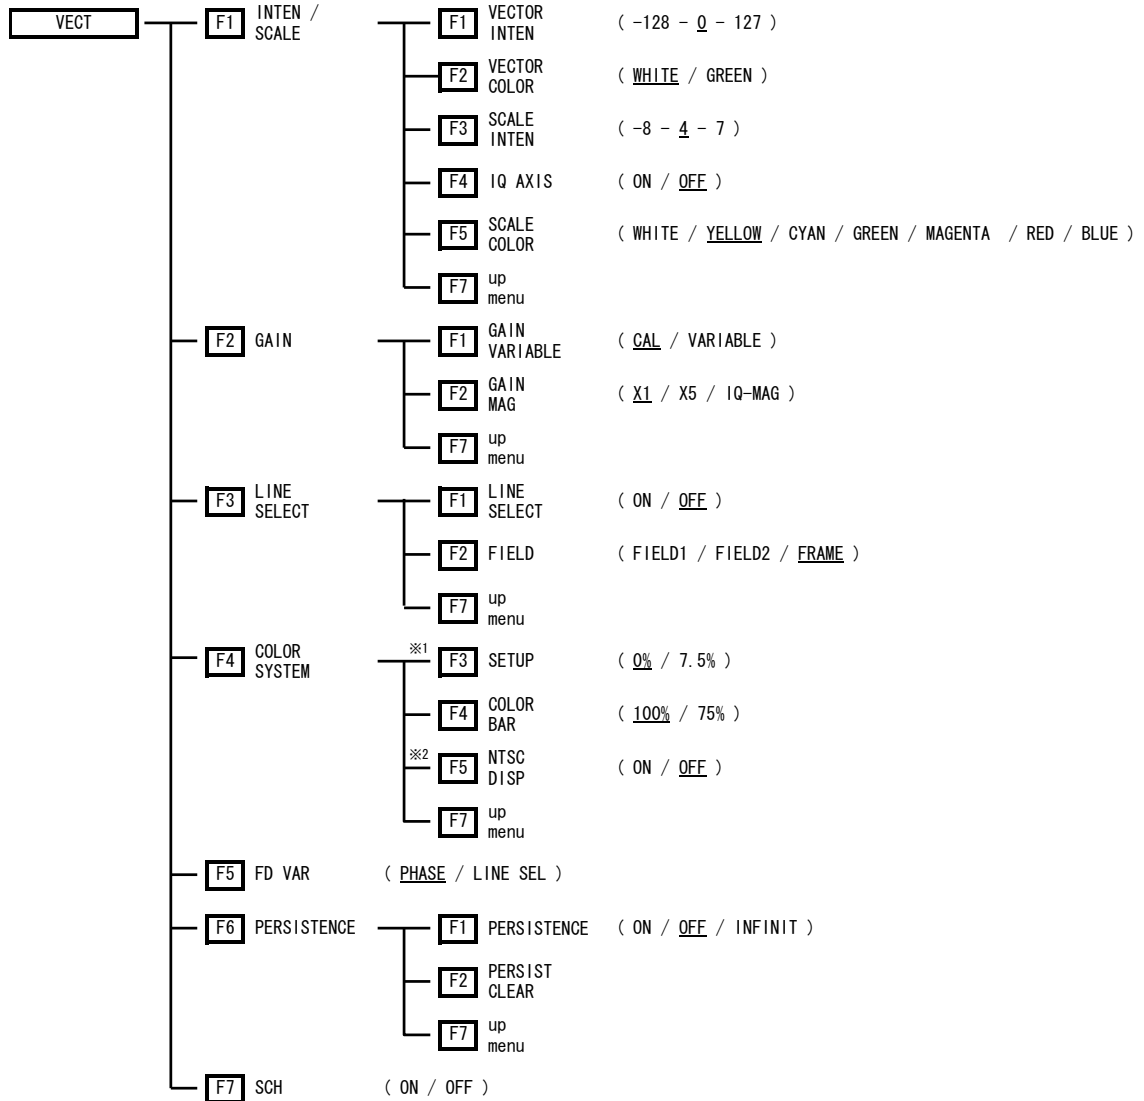 VECT
F1 INTEN / SCALE
F1 VECTOR INTEN ( -128 - 0 - 127 )
F2 VECTOR COLOR ( WHITE / GREEN )
F3 SCALE INTEN ( -8 - 4 - 7 )
F4 IQ AXIS ( ON / OFF )
F5 SCALE COLOR ( WHITE / YELLOW / CYAN / GREEN / MAGENTA / RED / BLUE )
F7 up menu
F2 GAIN
F1 GAIN VARIABLE ( CAL / VARIABLE )
F2 GAIN MAG ( X1 / X5 / IQ-MAG )
F7 up menu
F3 LINE SELECT
F1 LINE SELECT ( ON / OFF )
F2 FIELD ( FIELD1 / FIELD2 / FRAME )
F7 up menu
F4 COLOR SYSTEM
※1 F3 SETUP ( 0% / 7.5% )
F4 COLOR BAR ( 100% / 75% )
※2 F5 NTSC DISP ( ON / OFF )
F7 up menu
F5 FD VAR ( PHASE / LINE SEL )
F6 PERSISTENCE
F1 PERSISTENCE ( ON / OFF / INFINIT )
F2 PERSIST CLEAR
F7 up menu
F7 SCH ( ON / OFF )